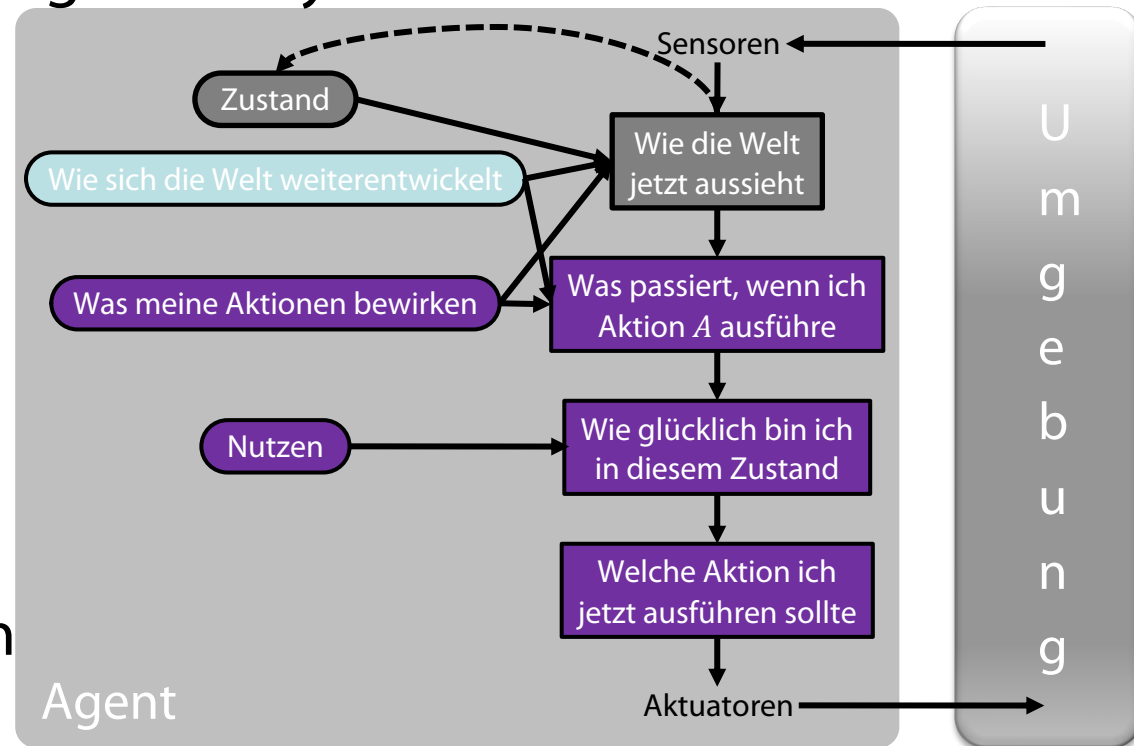 Sensoren
Zustand
Wie die Welt
jetzt aussieht
Wie sich die Welt weiterentwickelt
Was meine Aktionen bewirken
Was passiert, wenn ich
Aktion A ausführe
Nutzen
Wie glücklich bin ich
in diesem Zustand
Welche Aktion ich
jetzt ausführen sollte
Agent
Aktuatoren
U
m
g
e
b
u
n
g